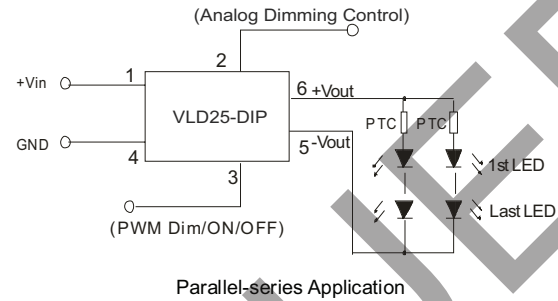 (Analog Dimming Control)
2
+Vin
1
6 +Vout
PTC PTC
VLD25-DIP
GND
4
5 -Vout
1st LED
3
Last LED
(PWM Dim/ON/OFF)
Parallel-series Application